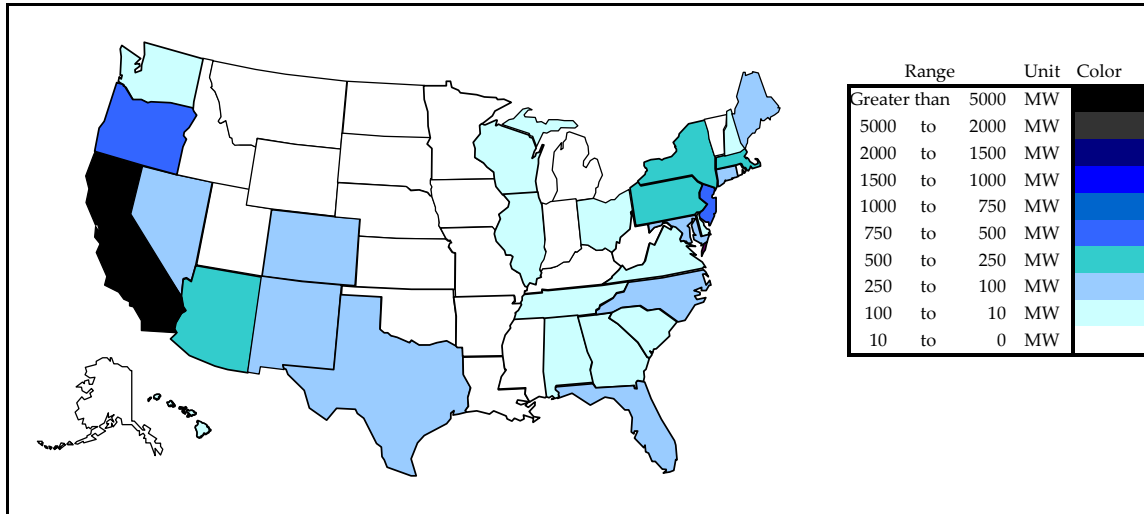 Range Unit Color
Greater than 5000 MW
5000 to 2000 MW
2000 to 1500 MW
1500 to 1000 MW
1000 to 750 MW
750 to 500 MW
500 to 250 MW
250 to 100 MW
100 to 10 MW
10 to 0 MW